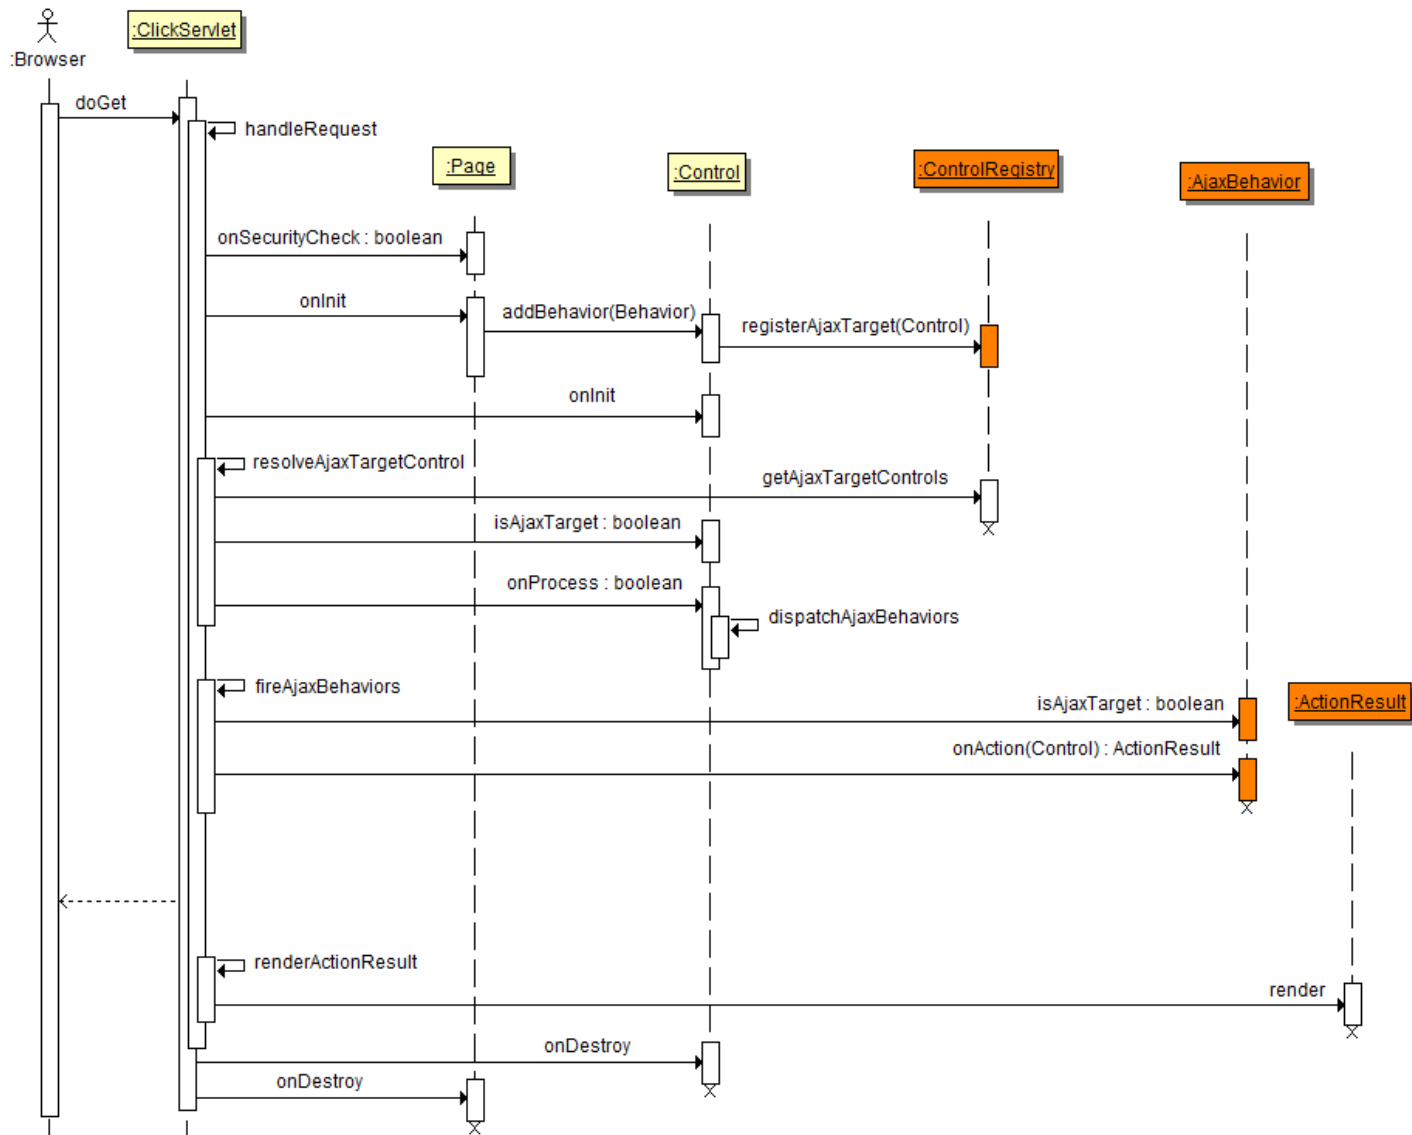 :ClickServlet
:Browser
doGet
handleRequest
:Page
:Control
:ControlRegistry
:AjaxBehavior
onSecurityCheck : boolean
onInit
addBehavior(Behavior)
registerAjaxTarget(Control)
onInit
resolveAjaxTargetControl
getAjaxTargetControls
isAjaxTarget : boolean
onProcess : boolean
dispatchAjaxBehaviors
fireAjaxBehaviors
isAjaxTarget : boolean
:ActionResult
onAction(Control) : ActionResult
renderActionResult
render
onDestroy
onDestroy